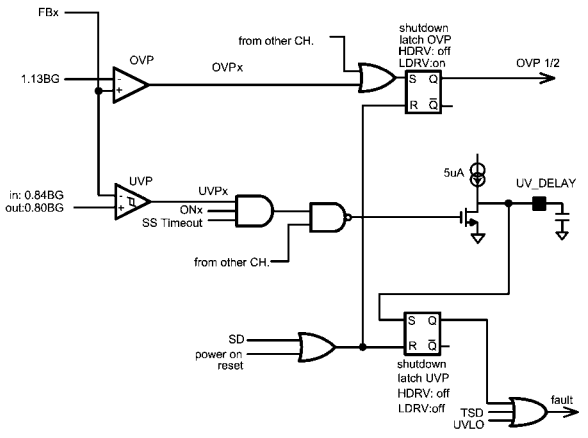 FBx
from other CH.
shutdown
latch OVP
HDRV: off
LDRV:on
OVP
OVPx
1.13BG
-
+
S Q
R Q
OVP 1/2
5uA
UV_DELAY
UVP
UVPx
in: 0.84BG
out:0.80BG
-
+
ONx
SS Timeout
from other CH.
SD
power on
reset
S Q
R Q
shutdown
latch UVP
HDRV: off
LDRV:off
TSD
UVLO
fault